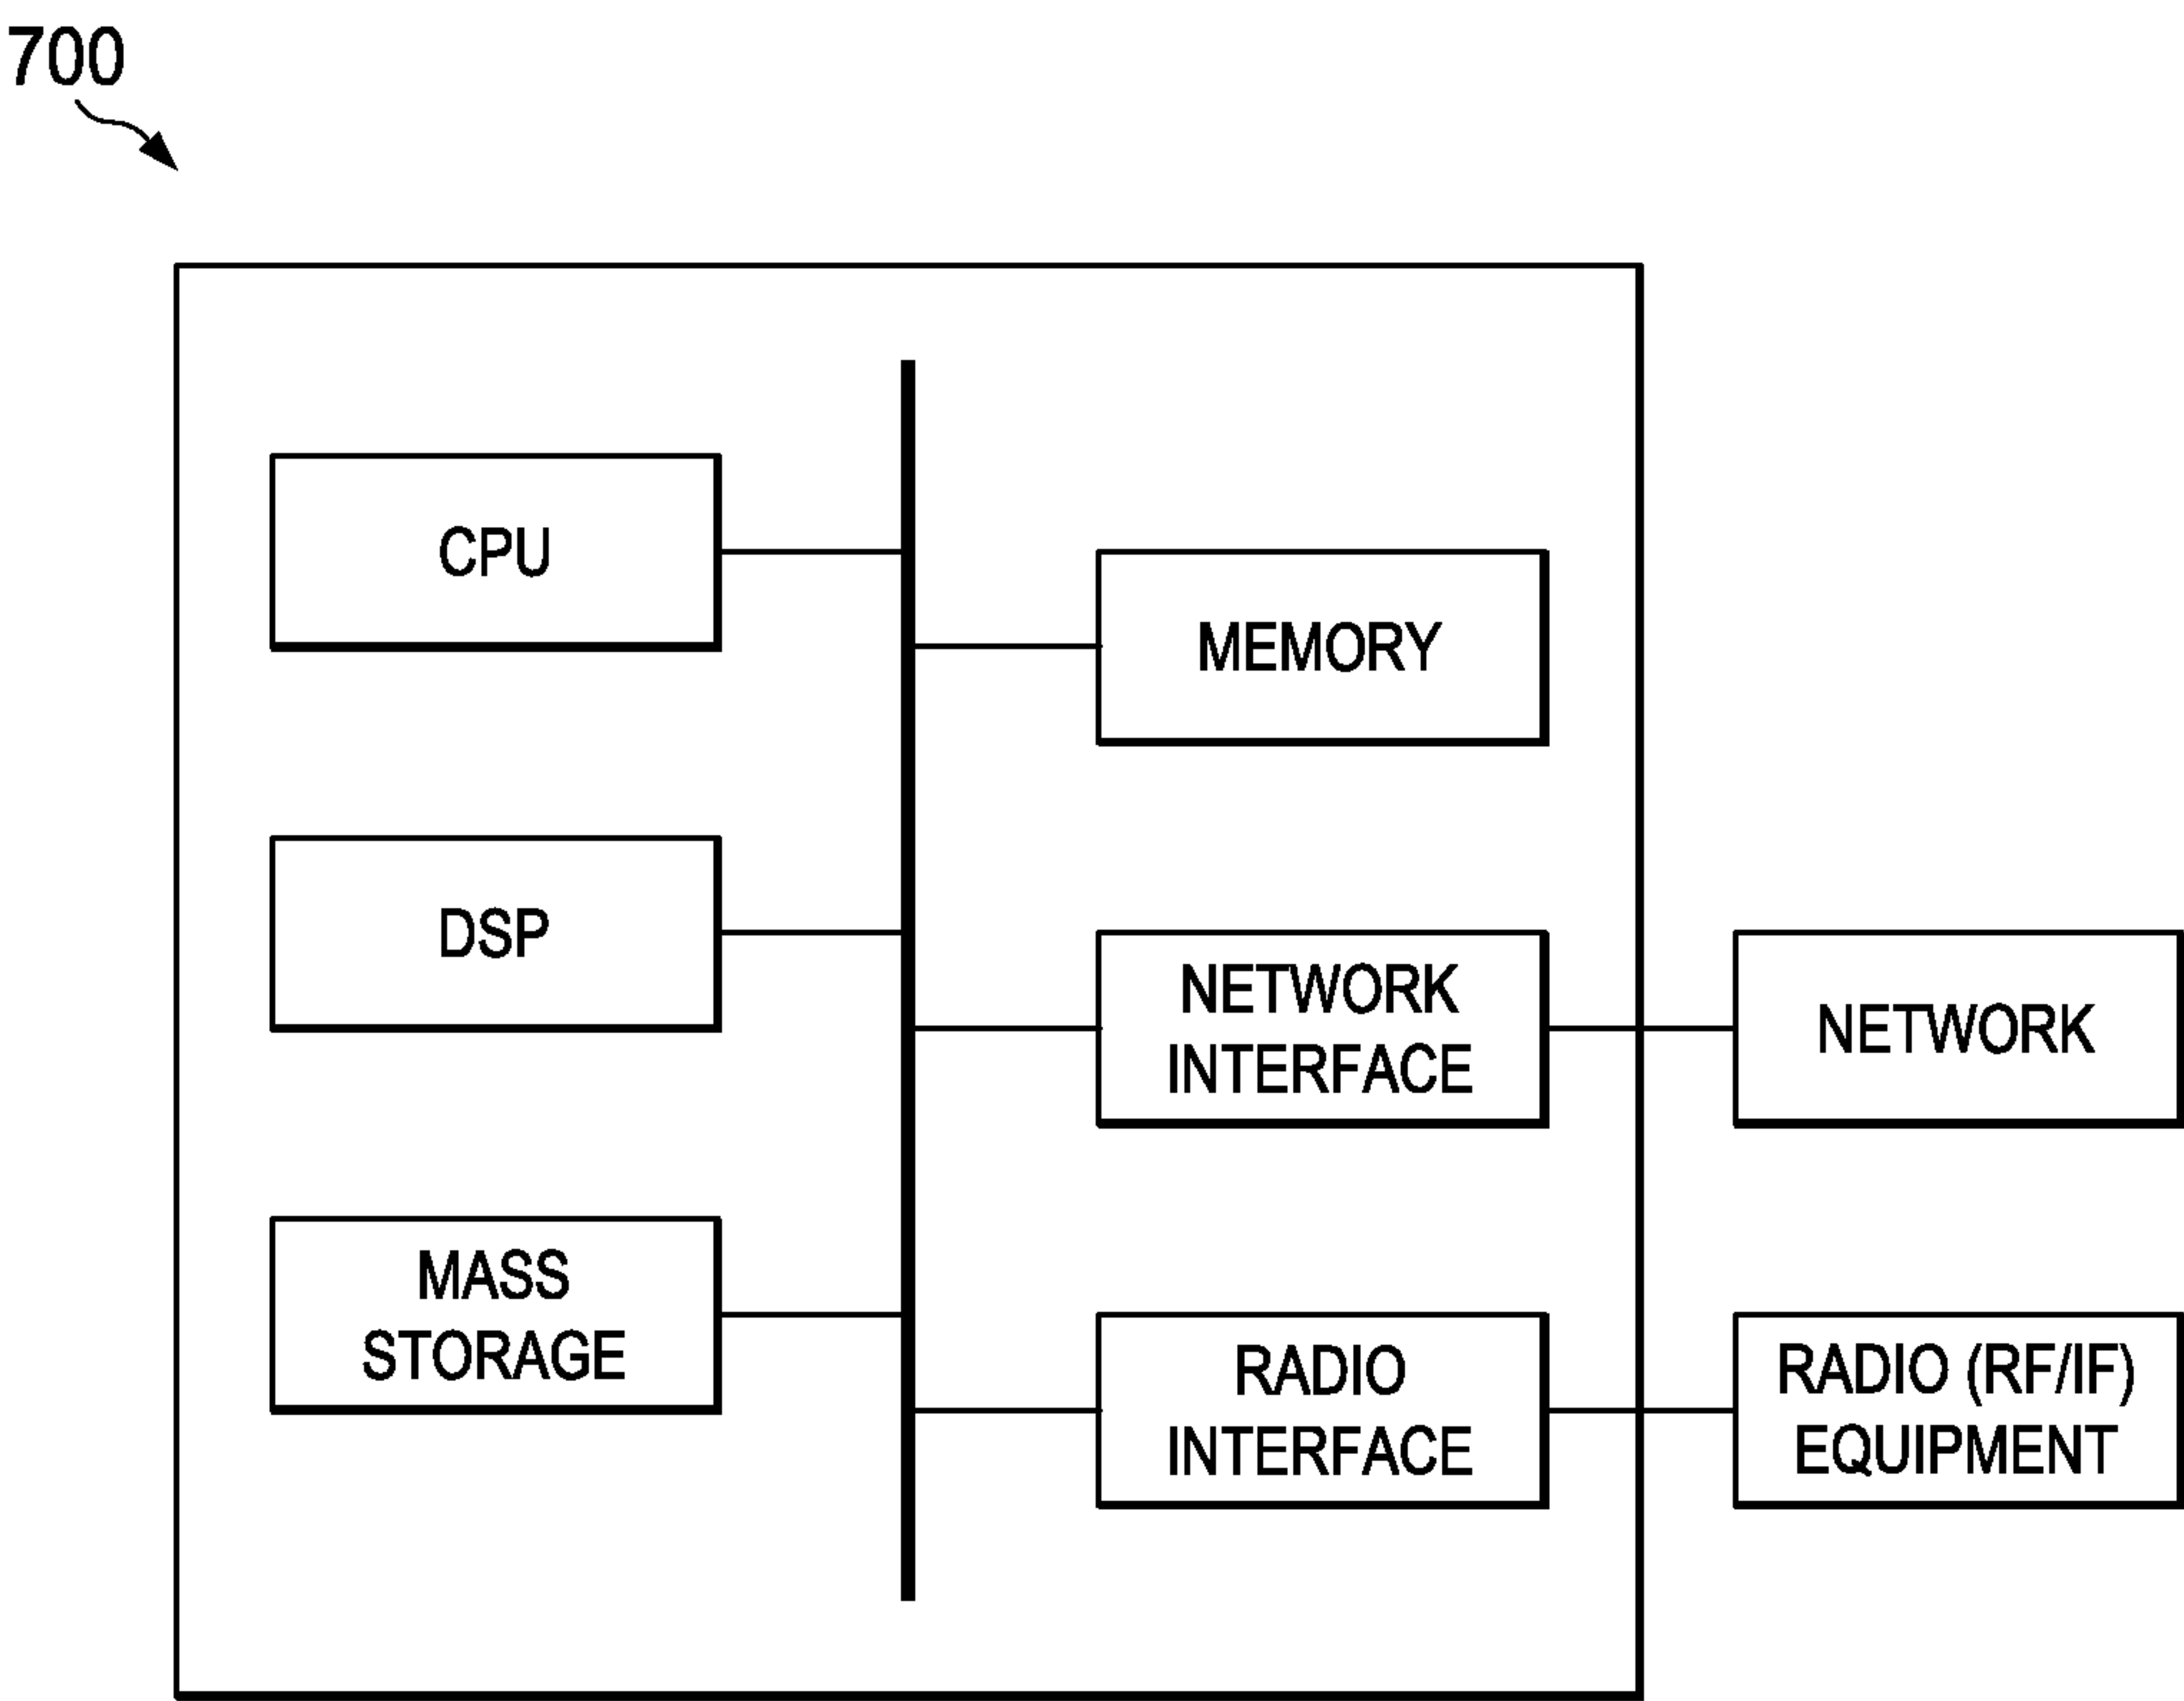 700
CPU
MEMORY
DSP
NETWORK
INTERFACE
NETWORK
MASS
STORAGE
RADIO
INTERFACE
RADIO (RF/IF)
EQUIPMENT